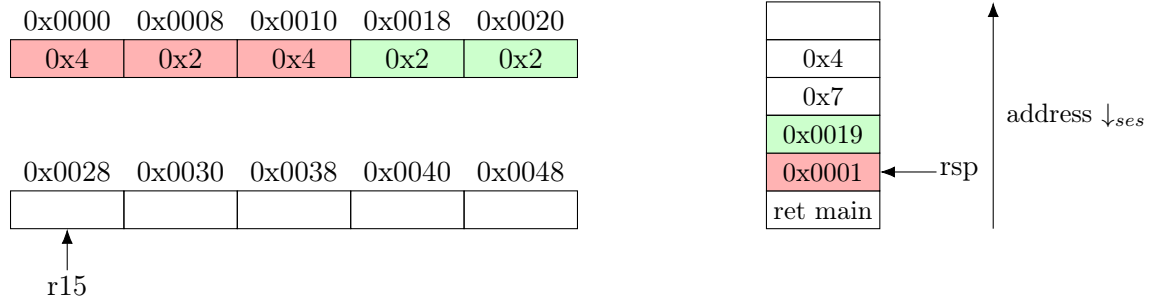 0x0000 0x0008 0x0010 0x0018 0x0020
0x4 0x2 0x4 0x2 0x2
0x0028 0x0030 0x0038 0x0040 0x0048
r15
0x4
0x7
0x0019
0x0001
ret main
rsp
address ↓ses